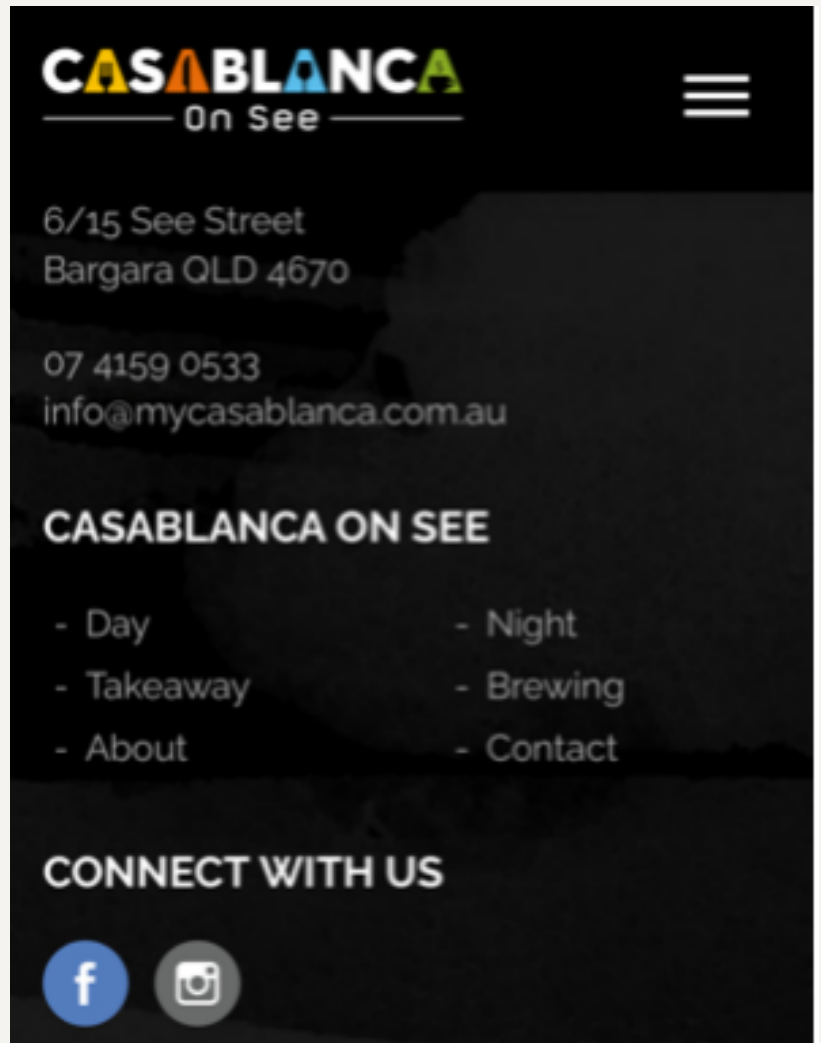 CASABLANCA
On See
6/15 See Street
Bargara QLD 4670
07 4159 0533
info@mycasablanca.com.au
CASABLANCA ON SEE
- Day
- Night
- Takeaway
- Brewing
- About
- Contact
CONNECT WITH US
f